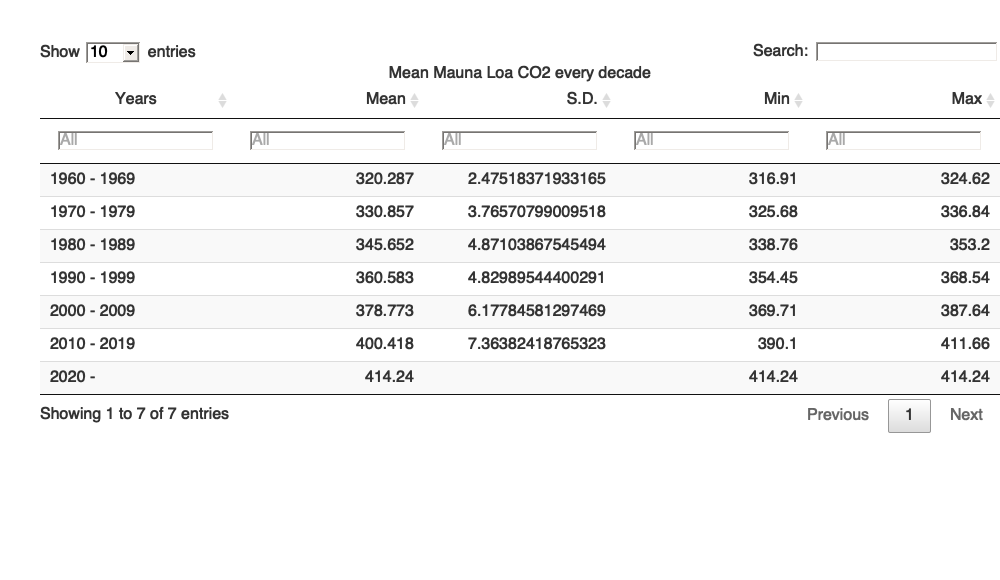 Show 10 entries Search:
Mean Mauna Loa CO2 every decade
Years Mean S.D. Min Max
All All All All All
1960 - 1969 320.287 2.47518371933165 316.91 324.62
1970 - 1979 330.857 3.76570799009518 325.68 336.84
1980 - 1989 345.652 4.87103867545494 338.76 353.2
1990 - 1999 360.583 4.82989544400291 354.45 368.54
2000 - 2009 378.773 6.17784581297469 369.71 387.64
2010 - 2019 400.418 7.36382418765323 390.1 411.66
2020 - 414.24 414.24 414.24
Showing 1 to 7 of 7 entries Previous 1 Next